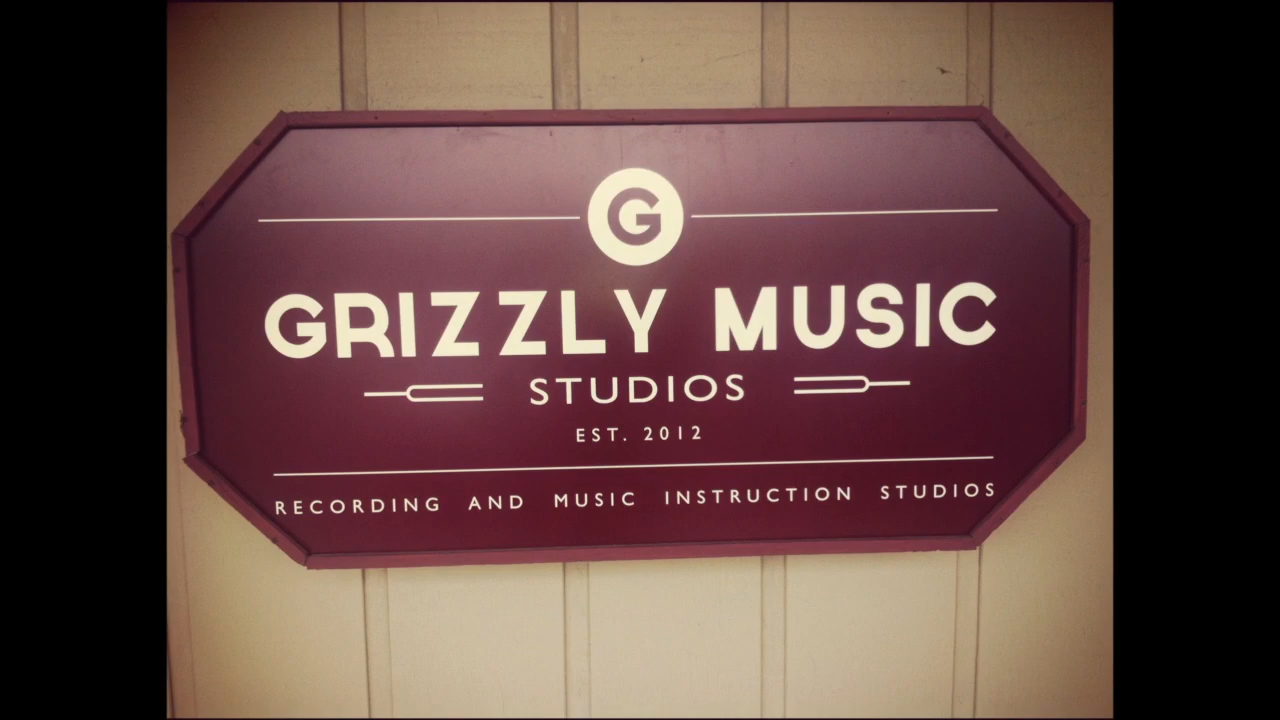 G
GRIZZLY MUSIC
STUDIOS
EST. 2012
RECORDING AND MUSIC INSTRUCTION STUDIOS